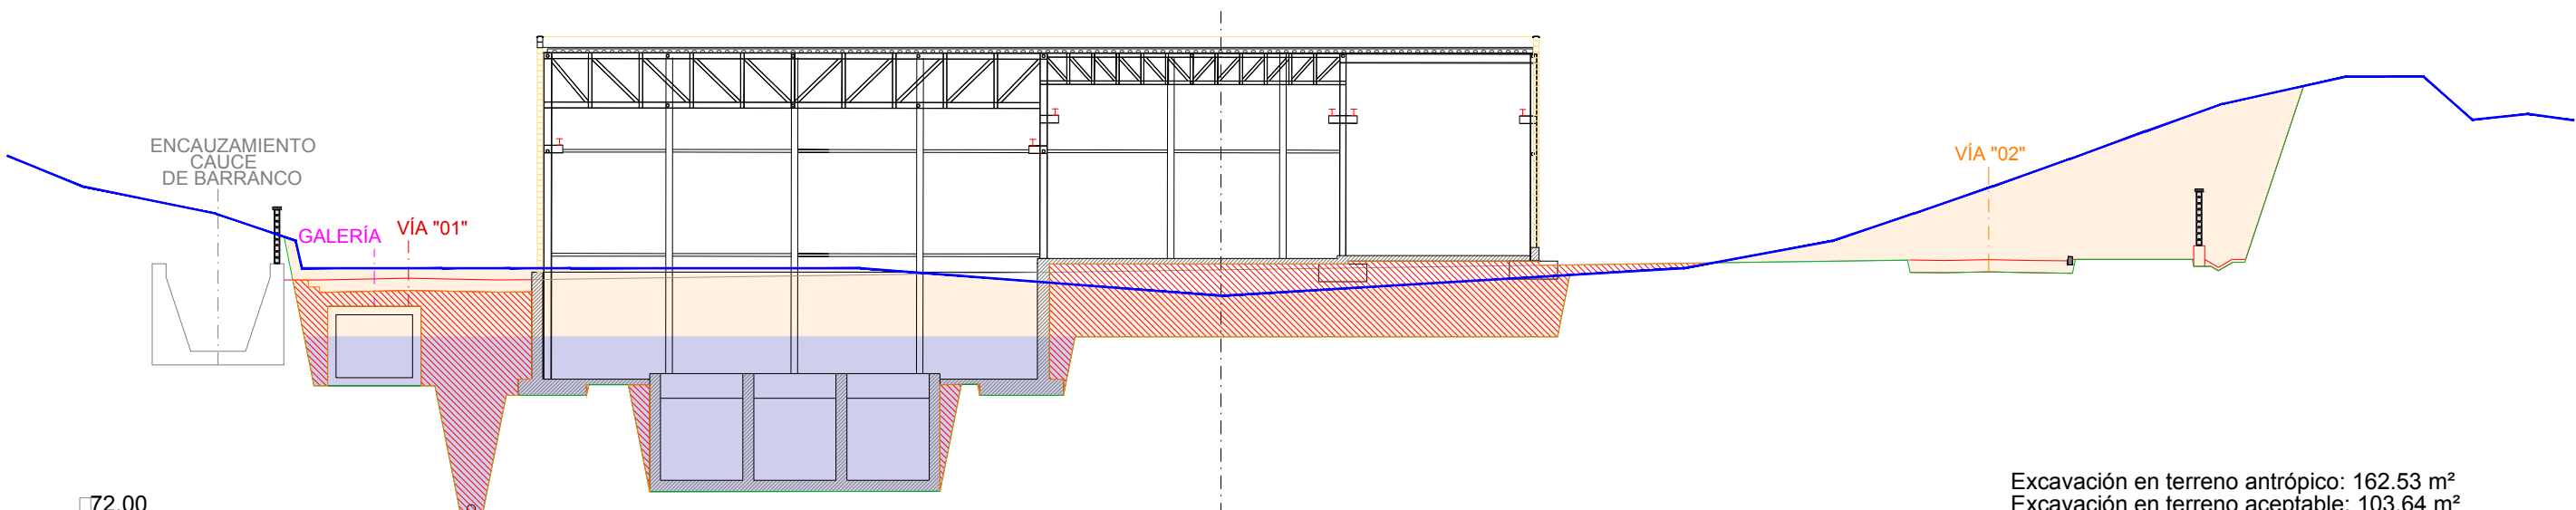 ENCAUZAMIENTO
CAUCE
DE BARRANCO
GALERÍA
VÍA "01"
VÍA "02"
72.00
Excavación en terreno antrópico: 162.53 m²
Excavación en terreno aceptable: 103.64 m²